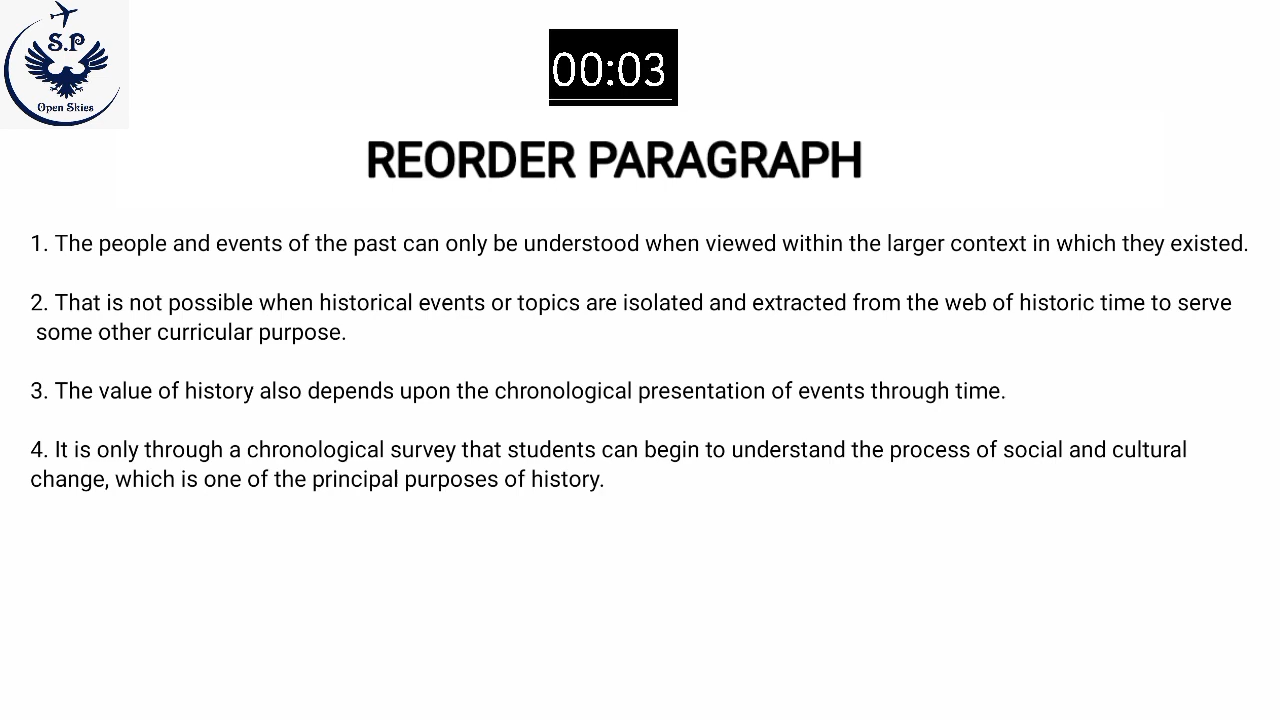 S.P
Open Skies
00:03
REORDER PARAGRAPH
1. The people and events of the past can only be understood when viewed within the larger context in which they existed.
2. That is not possible when historical events or topics are isolated and extracted from the web of historic time to serve
some other curricular purpose.
3. The value of history also depends upon the chronological presentation of events through time.
4. It is only through a chronological survey that students can begin to understand the process of social and cultural
change, which is one of the principal purposes of history.